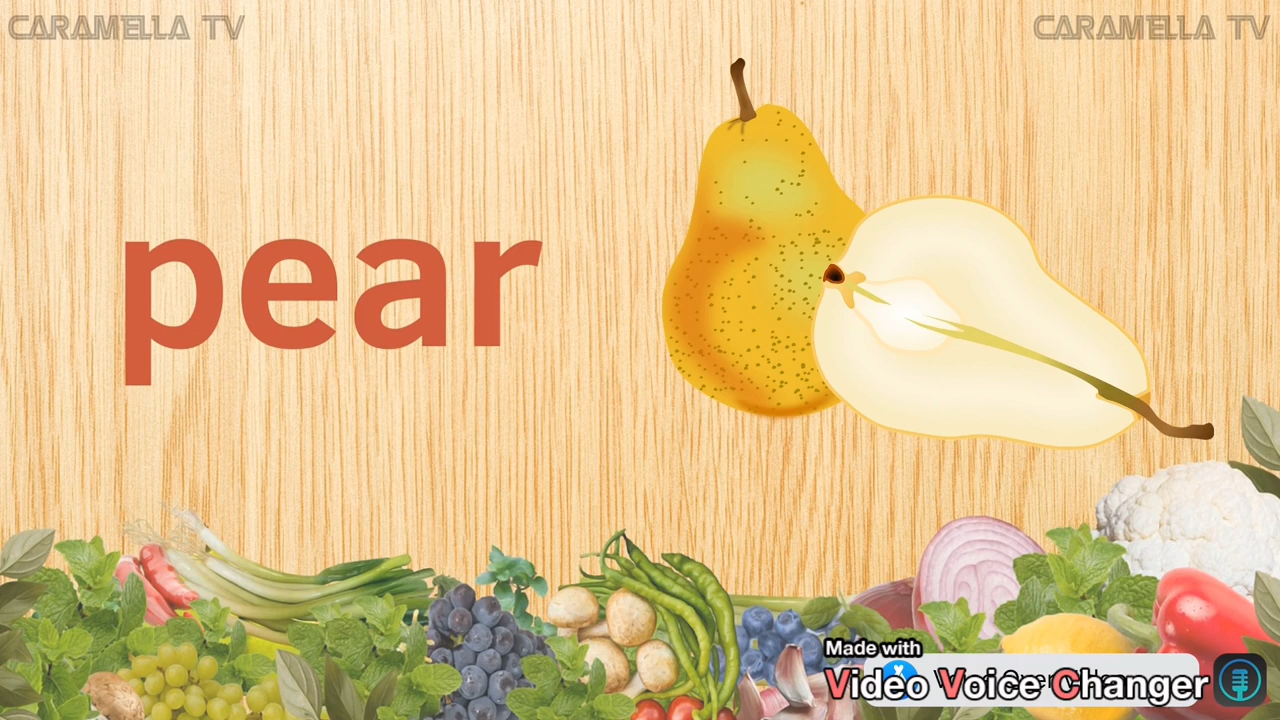 CARAMELLA TV
CARAMELLA TV
pear
Made with
Video Voice Changer